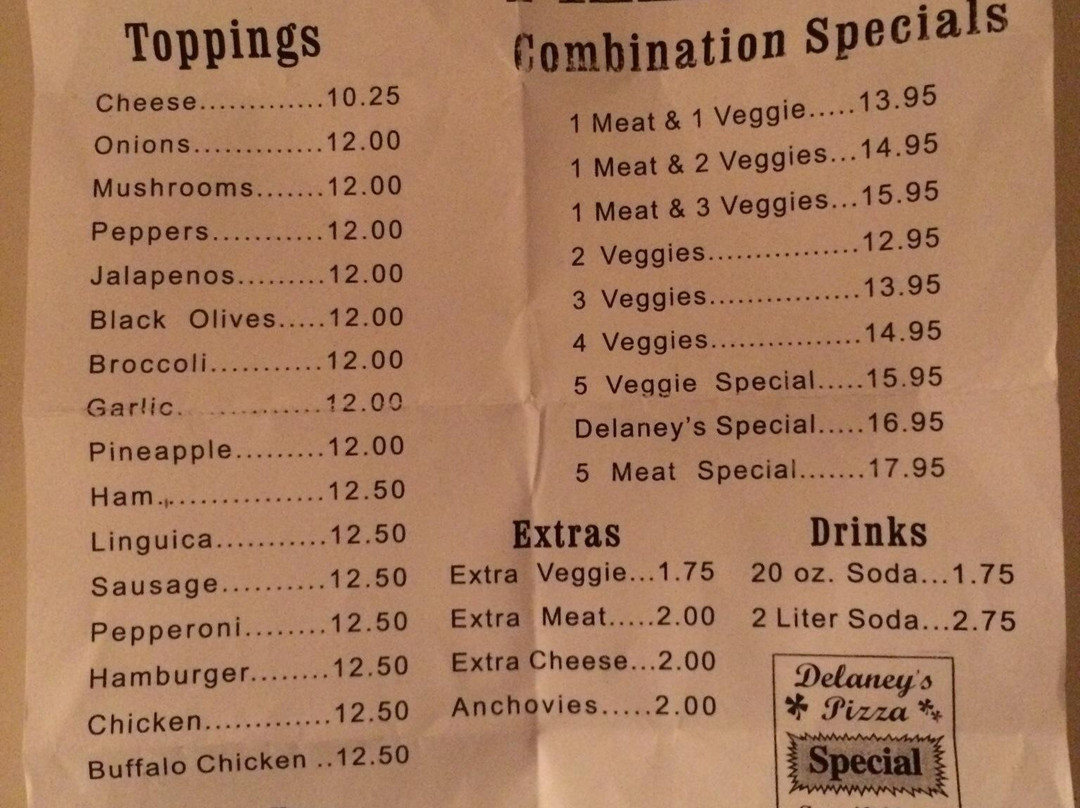 Toppings
Cheese.............10.25
Onions.............12.00
Mushrooms.......12.00
Peppers............12.00
Jalapenos.........12.00
Black Olives.....12.00
Broccoli...........12.00
Garlic..............12.00
Pineapple.........12.00
Ham................12.50
Linguica...........12.50
Sausage..........12.50
Pepperoni........12.50
Hamburger........12.50
Chicken............12.50
Buffalo Chicken ..12.50
Combination Specials
1 Meat & 1 Veggie.....13.95
1 Meat & 2 Veggies...14.95
1 Meat & 3 Veggies...15.95
2 Veggies................12.95
3 Veggies................13.95
4 Veggies................14.95
5 Veggie Special.....15.95
Delaney's Special.....16.95
5 Meat Special.......17.95
Extras
Extra Veggie...1.75
Extra Meat.....2.00
Extra Cheese...2.00
Anchovies.....2.00
Drinks
20 oz. Soda...1.75
2 Liter Soda...2.75
Delaney's
Pizza
Special